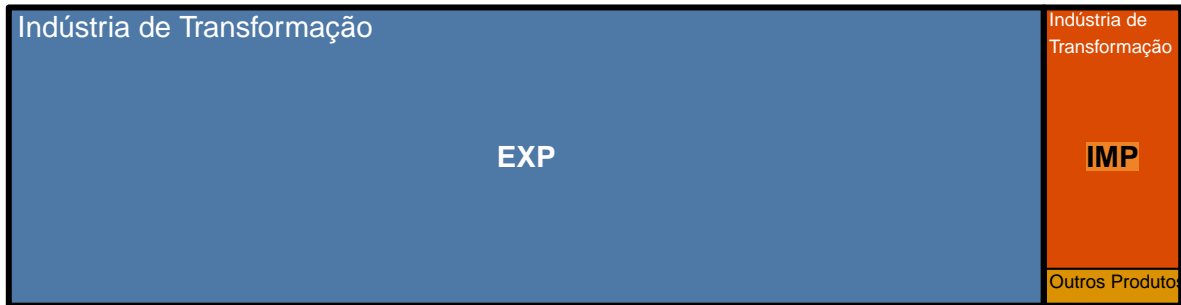 Indústria de Transformação
EXP
Indústria de
Transformação
IMP
Outros Produtos